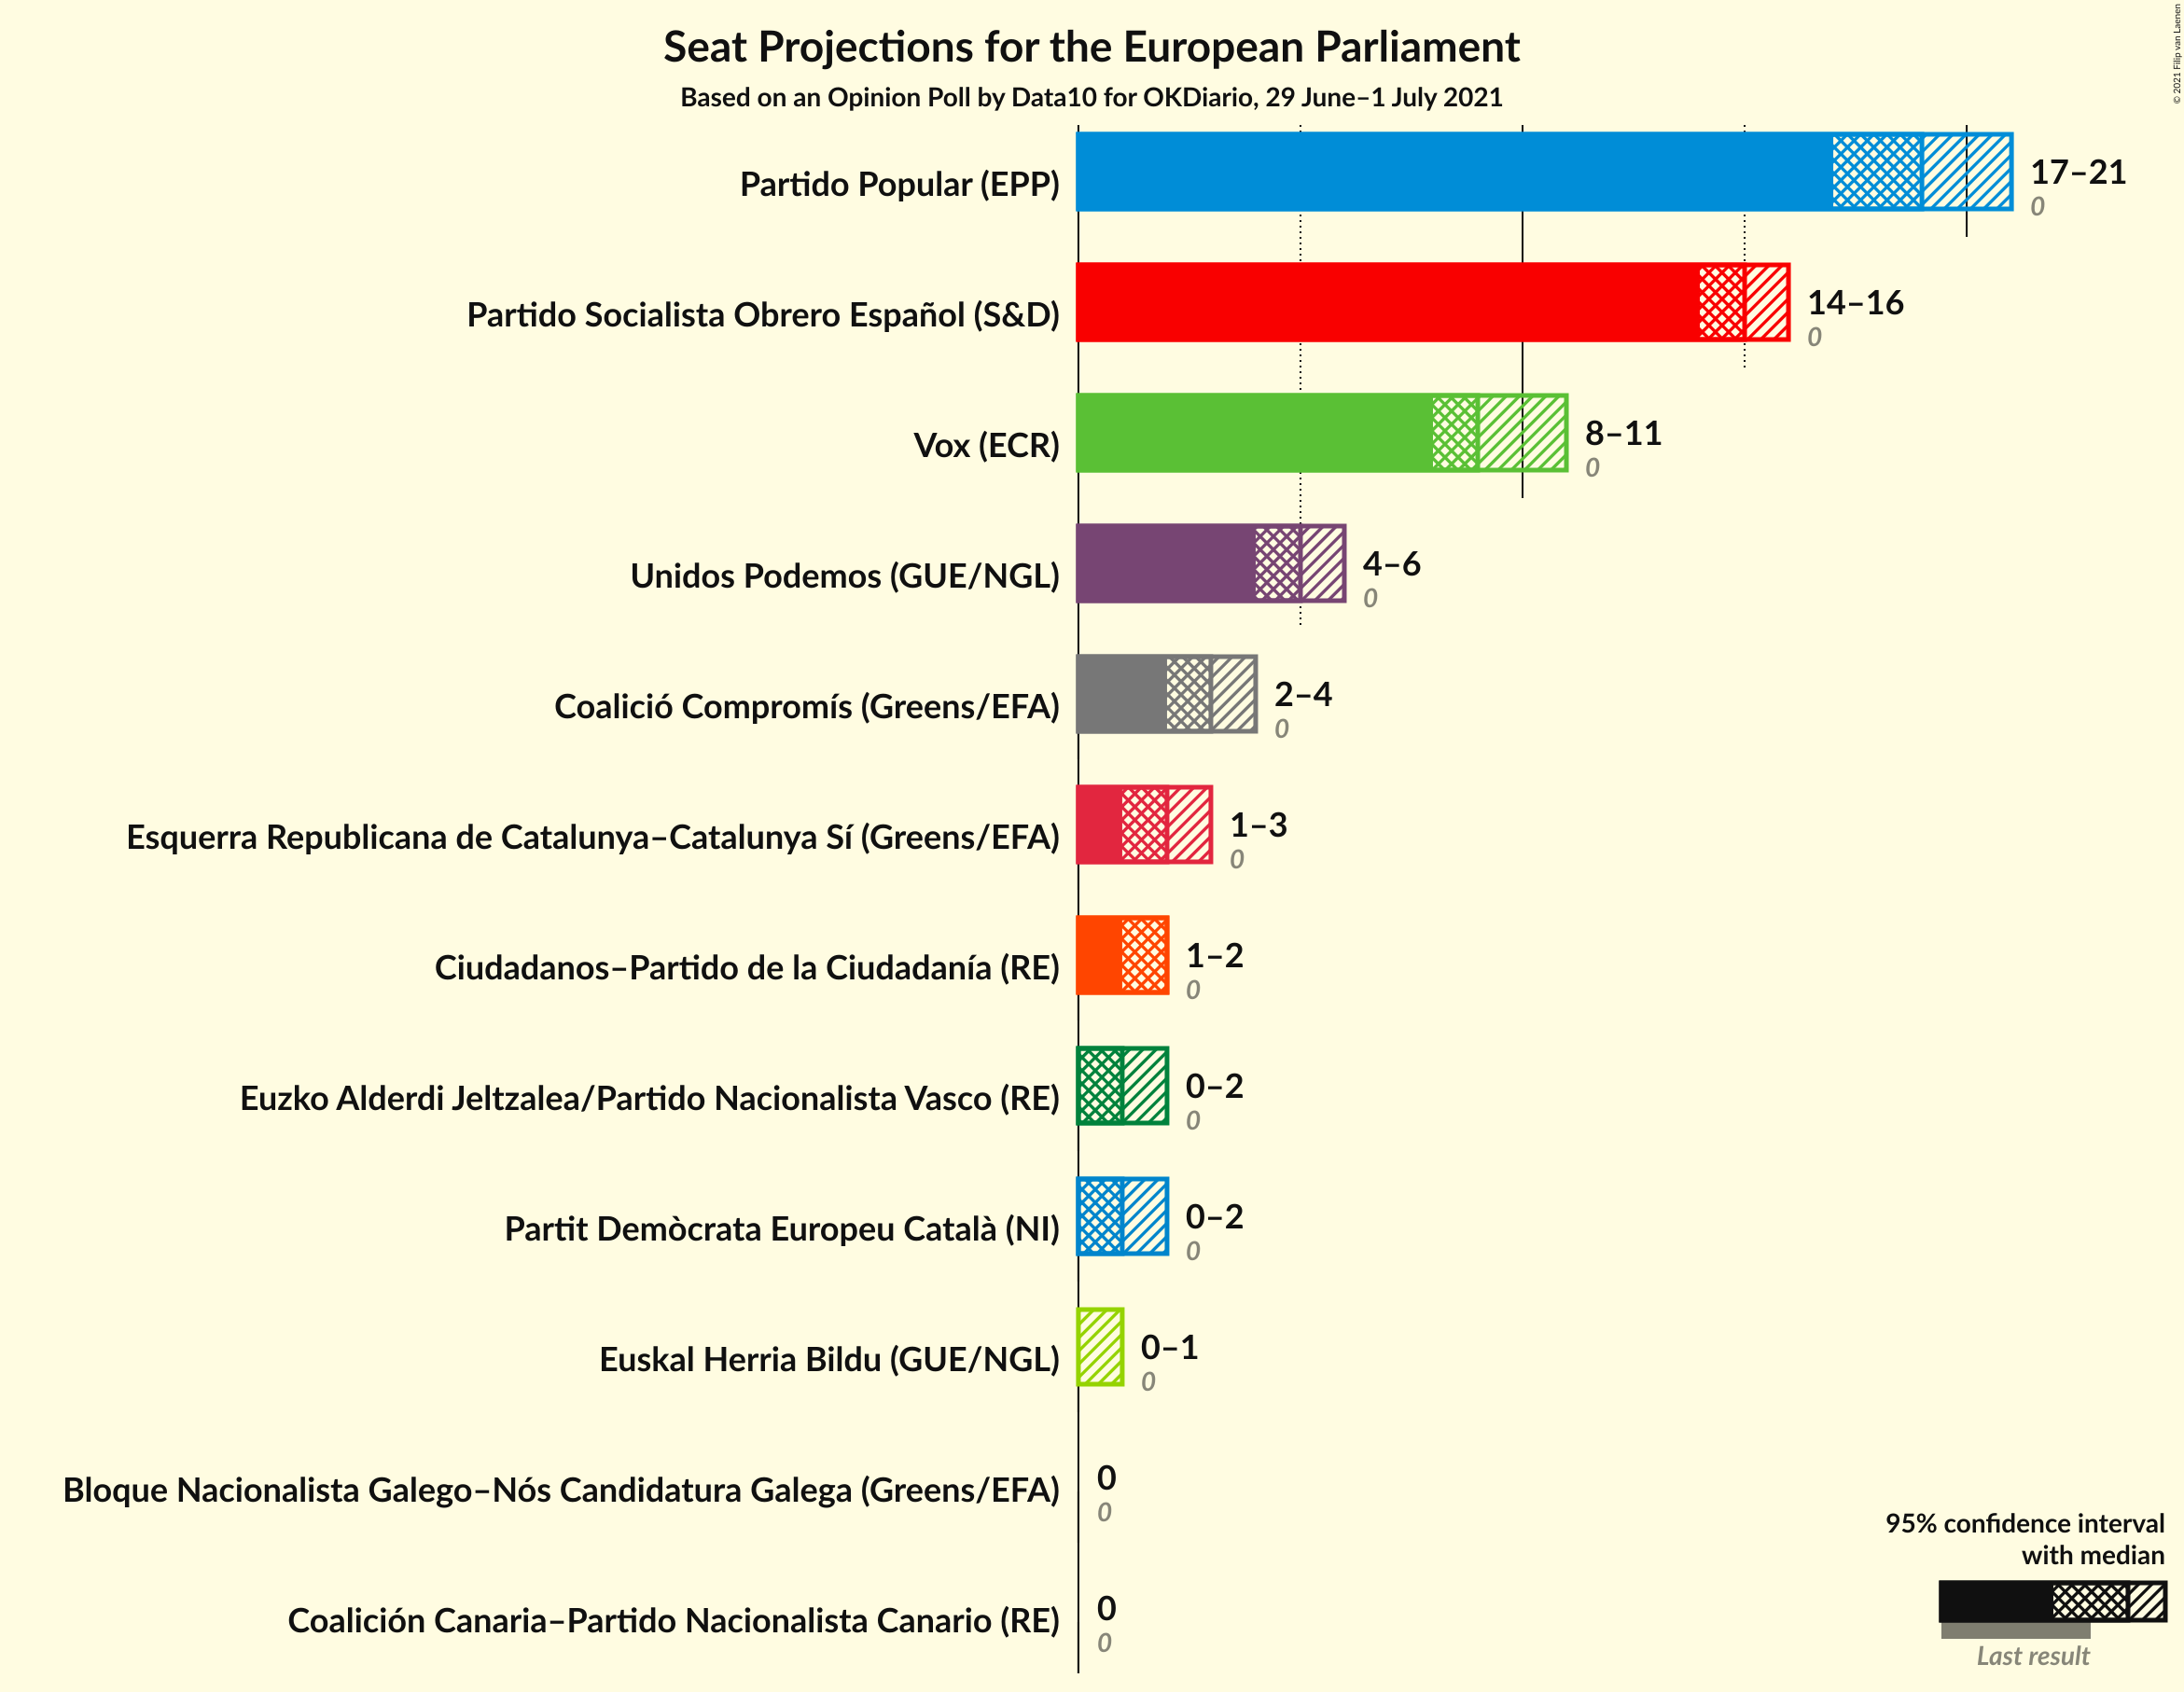 Seat Projections for the European Parliament
Based on an Opinion Poll by Data10 for OKDiario, 29 June–1 July 2021
© 2021 Filip van Laenen
Partido Popular (EPP)
17–21
0
Partido Socialista Obrero Español (S&D)
14–16
0
Vox (ECR)
8–11
0
Unidos Podemos (GUE/NGL)
4–6
0
Coalició Compromís (Greens/EFA)
2–4
0
Esquerra Republicana de Catalunya–Catalunya Sí (Greens/EFA)
1–3
0
Ciudadanos–Partido de la Ciudadanía (RE)
1–2
0
Euzko Alderdi Jeltzalea/Partido Nacionalista Vasco (RE)
0–2
0
Partit Demòcrata Europeu Català (NI)
0–2
0
Euskal Herria Bildu (GUE/NGL)
0–1
0
Bloque Nacionalista Galego–Nós Candidatura Galega (Greens/EFA)
0
0
Coalición Canaria–Partido Nacionalista Canario (RE)
0
0
95% confidence interval
with median
Last result